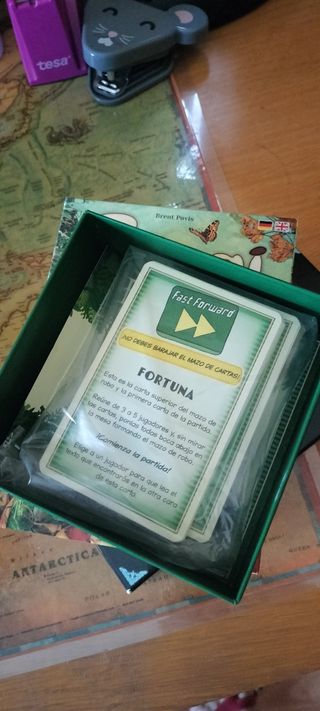 tesa
Brent Povis
Fast Forward
¡NO DEBES BARAJAR EL MAZO DE CARTAS!
FORTUNA
Esta es la carta superior del mazo de
robo y la primera carta de la partida.
Reúne de 3 a 5 jugadores y, sin mirar
las cartas, ponlas todas boca abajo en
la mesa formando el mazo de robo.
¡Comienza la partida!
Elige a un jugador para que lea el
texto que encontrarás en la otra cara
de esta carta.
ANTARCTICA